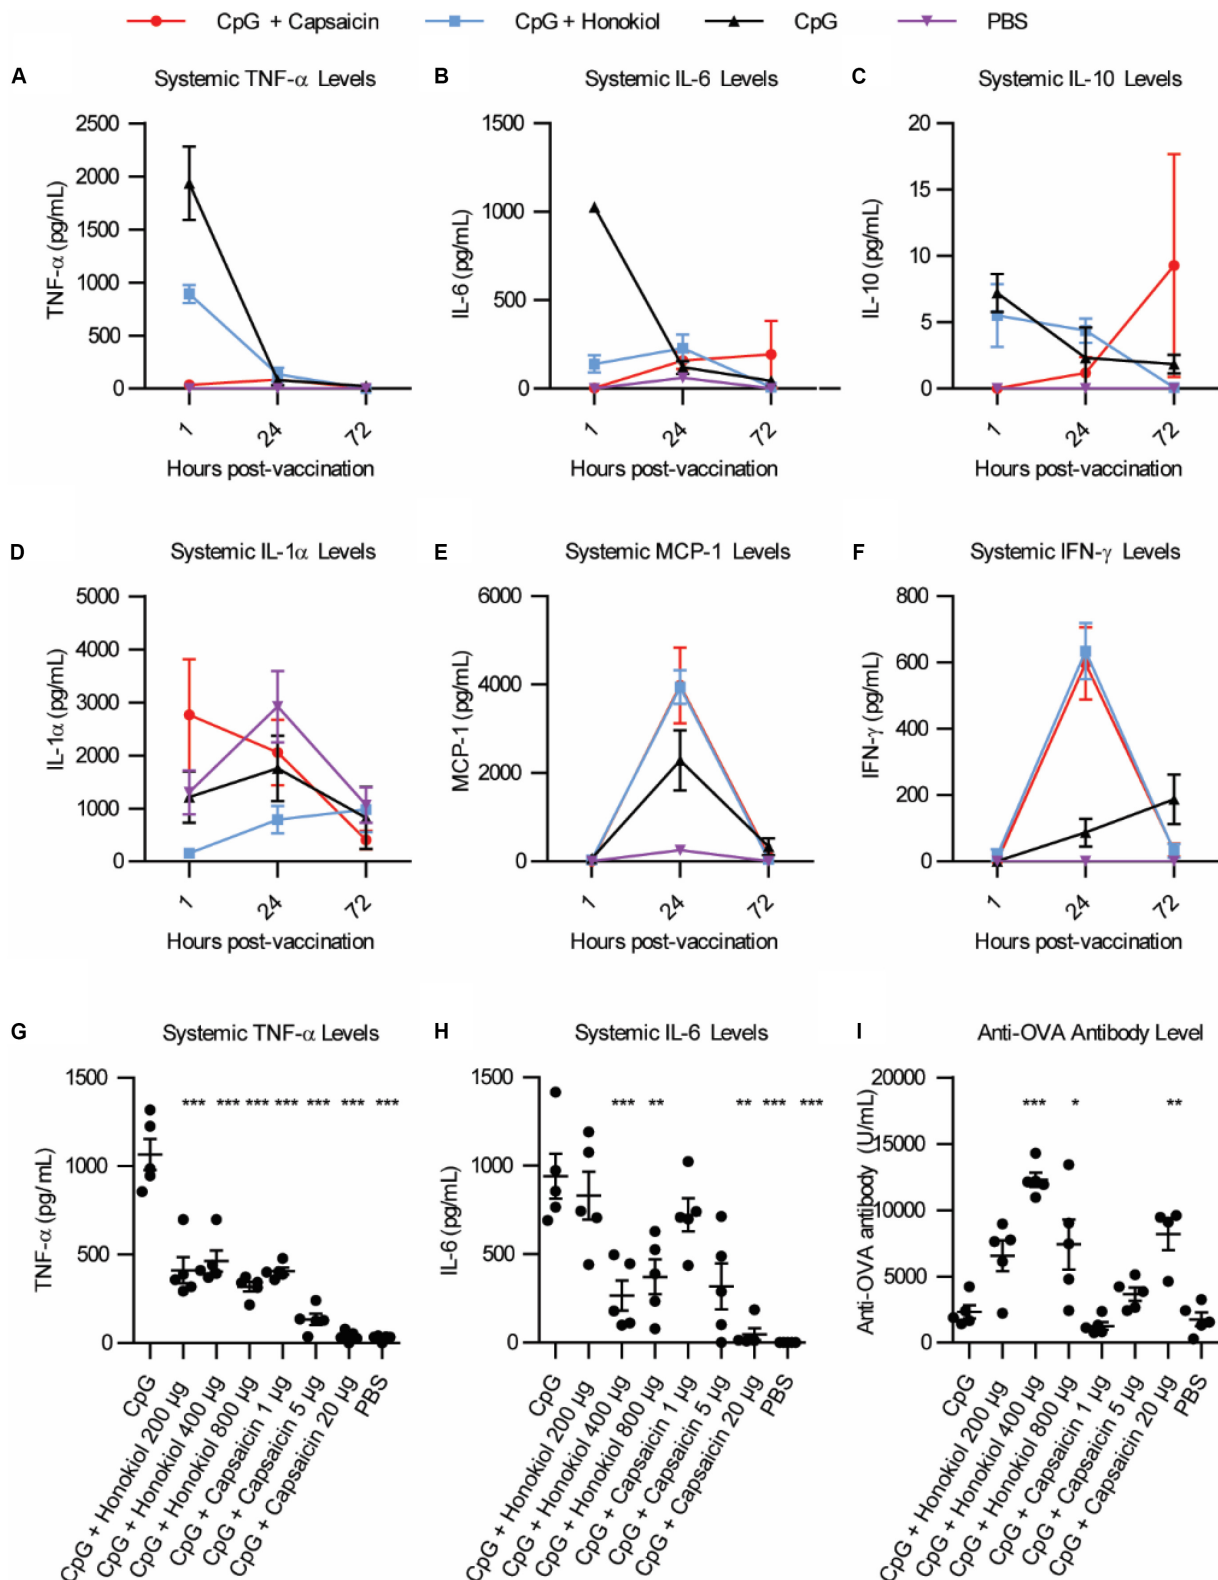 CpG + Capsaicin CpG + Honokiol CpG PBS
A Systemic TNF-α Levels
2500
2000
1500
1000
500
0
TNF-α (pg/mL)
1 24 72
Hours post-vaccination
B Systemic IL-6 Levels
1500
1000
500
0
IL-6 (pg/mL)
1 24 72
Hours post-vaccination
C Systemic IL-10 Levels
20
15
10
5
0
IL-10 (pg/mL)
1 24 72
Hours post-vaccination
D Systemic IL-1α Levels
5000
4000
3000
2000
1000
0
IL-1α (pg/mL)
1 24 72
Hours post-vaccination
E Systemic MCP-1 Levels
6000
4000
2000
0
MCP-1 (pg/mL)
1 24 72
Hours post-vaccination
F Systemic IFN-γ Levels
800
600
400
200
0
IFN-γ (pg/mL)
1 24 72
Hours post-vaccination
G Systemic TNF-α Levels
1500
1000
500
0
TNF-α (pg/mL)
*** *** *** *** *** *** ***
CpG
CpG + Honokiol 200 µg
CpG + Honokiol 400 µg
CpG + Honokiol 800 µg
CpG + Capsaicin 1 µg
CpG + Capsaicin 5 µg
CpG + Capsaicin 20 µg
PBS
H Systemic IL-6 Levels
1500
1000
500
0
IL-6 (pg/mL)
*** ** ** *** ***
CpG
CpG + Honokiol 200 µg
CpG + Honokiol 400 µg
CpG + Honokiol 800 µg
CpG + Capsaicin 1 µg
CpG + Capsaicin 5 µg
CpG + Capsaicin 20 µg
PBS
I Anti-OVA Antibody Level
20000
15000
10000
5000
0
Anti-OVA antibody (U/mL)
*** * **
CpG
CpG + Honokiol 200 µg
CpG + Honokiol 400 µg
CpG + Honokiol 800 µg
CpG + Capsaicin 1 µg
CpG + Capsaicin 5 µg
CpG + Capsaicin 20 µg
PBS